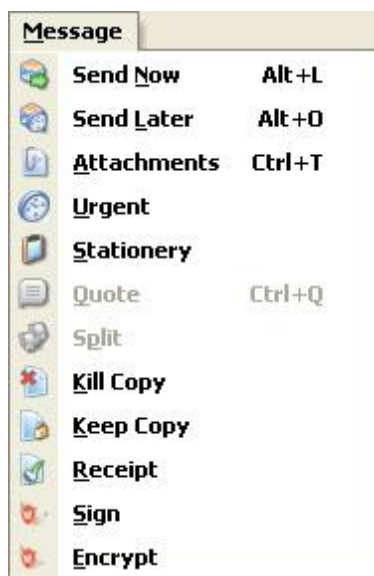 Message
Send Now Alt+L
Send Later Alt+O
Attachments Ctrl+T
Urgent
Stationery
Quote Ctrl+Q
Split
Kill Copy
Keep Copy
Receipt
Sign
Encrypt